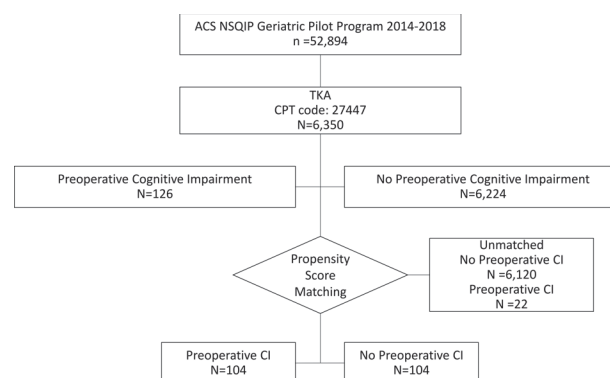 ACS NSQIP Geriatric Pilot Program 2014-2018
n =52,894
TKA
CPT code: 27447
N=6,350
Preoperative Cognitive Impairment
N=126
No Preoperative Cognitive Impairment
N=6,224
Propensity
Score
Matching
Unmatched
No Preoperative CI
N =6,120
Preoperative CI
N =22
Preoperative CI
N=104
No Preoperative CI
N=104